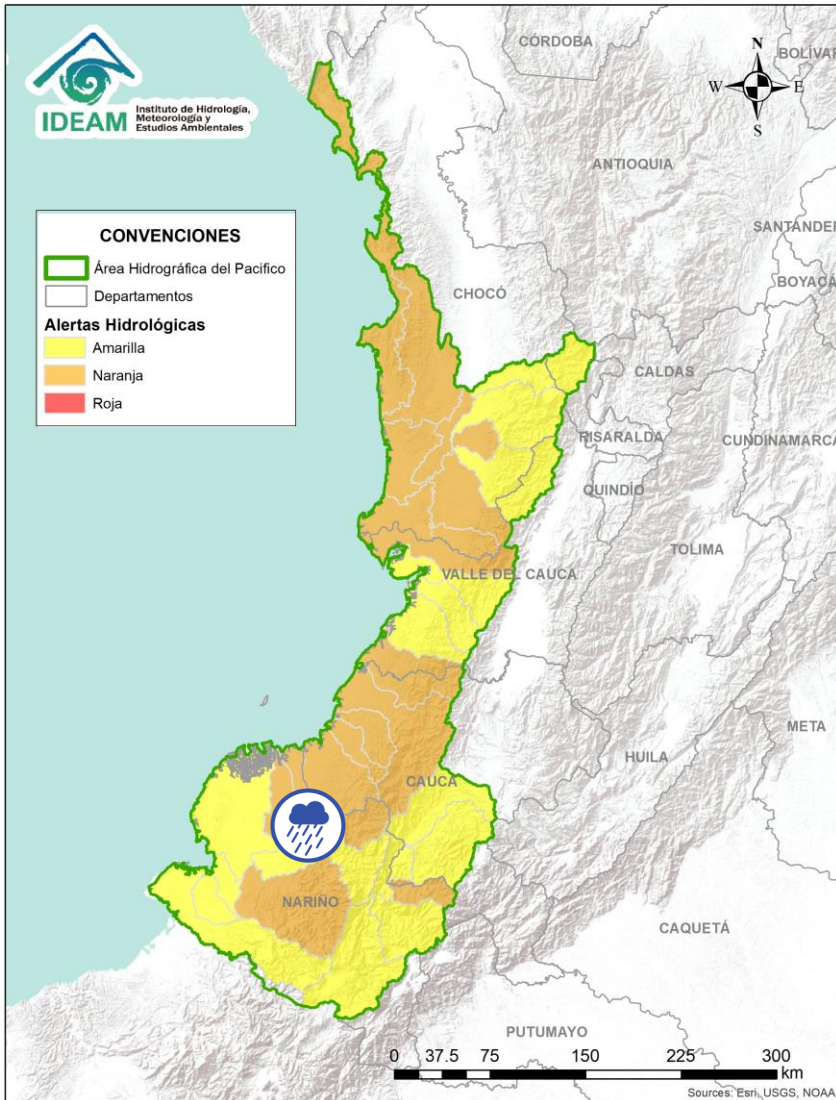 IDEAM
Instituto de Hidrología,
Meteorología y
Estudios Ambientales
N
W
E
S
CONVENCIONES
Área Hidrográfica del Pacifico
Departamentos
Alertas Hidrológicas
Amarilla
Naranja
Roja
CÓRDOBA
BOLÍVAR
ANTIOQUIA
SANTANDER
BOYACÁ
CHOCÓ
CALDAS
RISARALDA
CUNDINAMARCA
QUINDÍO
TOLIMA
VALLE DEL CAUCA
META
HUILA
CAUCA
NARIÑO
CAQUETÁ
PUTUMAYO
0 37.5 75 150 225 300
km
Sources: Esri, USGS, NOAA